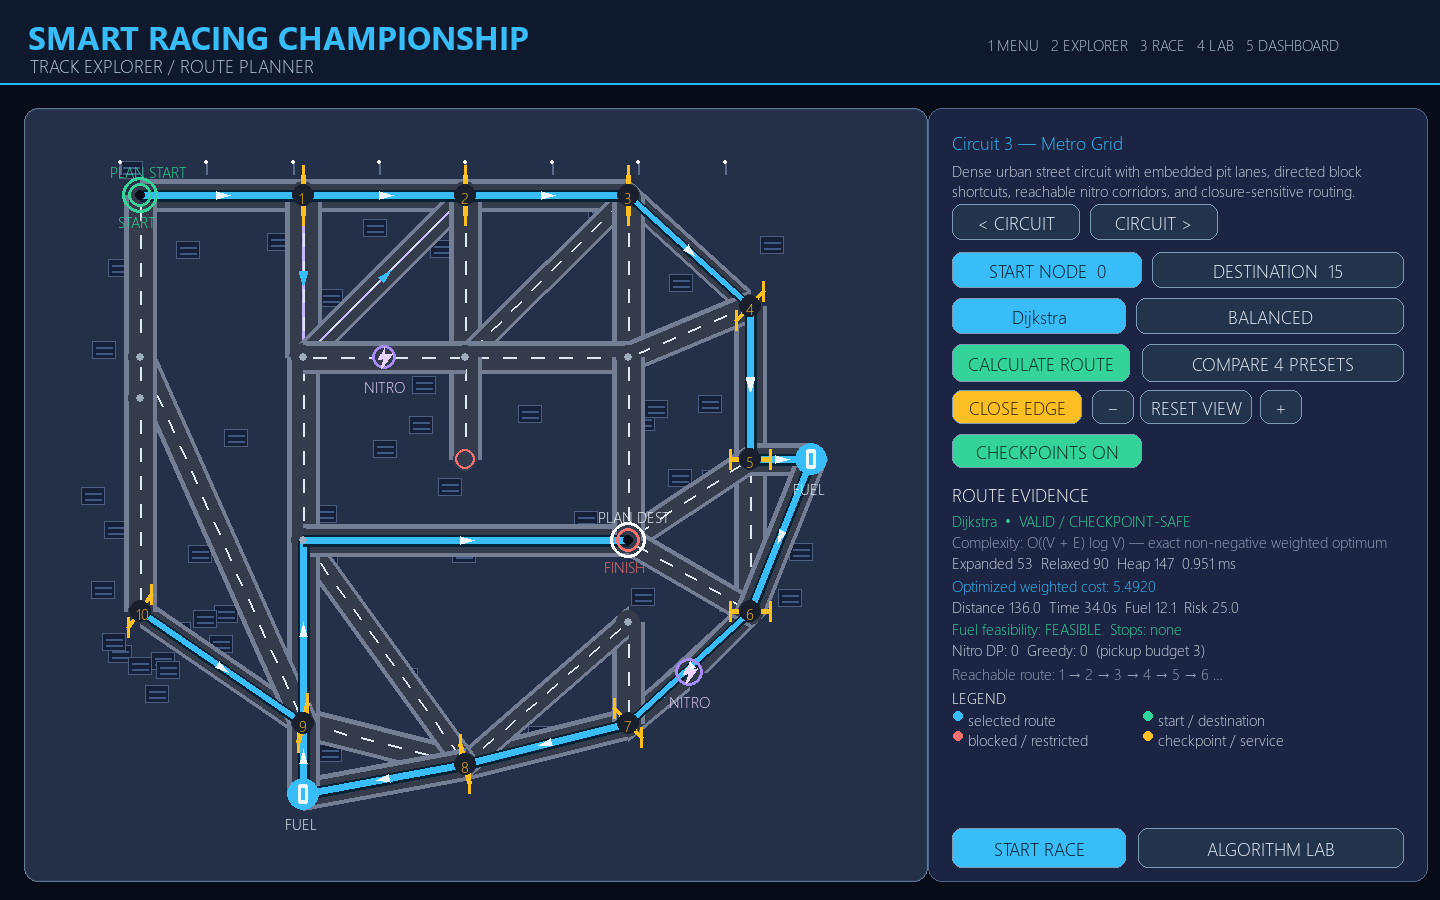 SMART RACING CHAMPIONSHIP
TRACK EXPLORER / ROUTE PLANNER
1 MENU 2 EXPLORER 3 RACE 4 LAB 5 DASHBOARD
PLAN START
START
1
2
3
4
NITRO
5
FUEL
PLAN DEST
FINISH
10
6
NITRO
9
7
8
FUEL
Circuit 3 — Metro Grid
Dense urban street circuit with embedded pit lanes, directed block
shortcuts, reachable nitro corridors, and closure-sensitive routing.
< CIRCUIT
CIRCUIT >
START NODE 0
DESTINATION 15
Dijkstra
BALANCED
CALCULATE ROUTE
COMPARE 4 PRESETS
CLOSE EDGE
–
RESET VIEW
+
CHECKPOINTS ON
ROUTE EVIDENCE
Dijkstra • VALID / CHECKPOINT-SAFE
Complexity: O((V + E) log V) — exact non-negative weighted optimum
Expanded 53 Relaxed 90 Heap 147 0.951 ms
Optimized weighted cost: 5.4920
Distance 136.0 Time 34.0s Fuel 12.1 Risk 25.0
Fuel feasibility: FEASIBLE Stops: none
Nitro DP: 0 Greedy: 0 (pickup budget 3)
Reachable route: 1 → 2 → 3 → 4 → 5 → 6 ...
LEGEND
selected route
start / destination
blocked / restricted
checkpoint / service
START RACE
ALGORITHM LAB